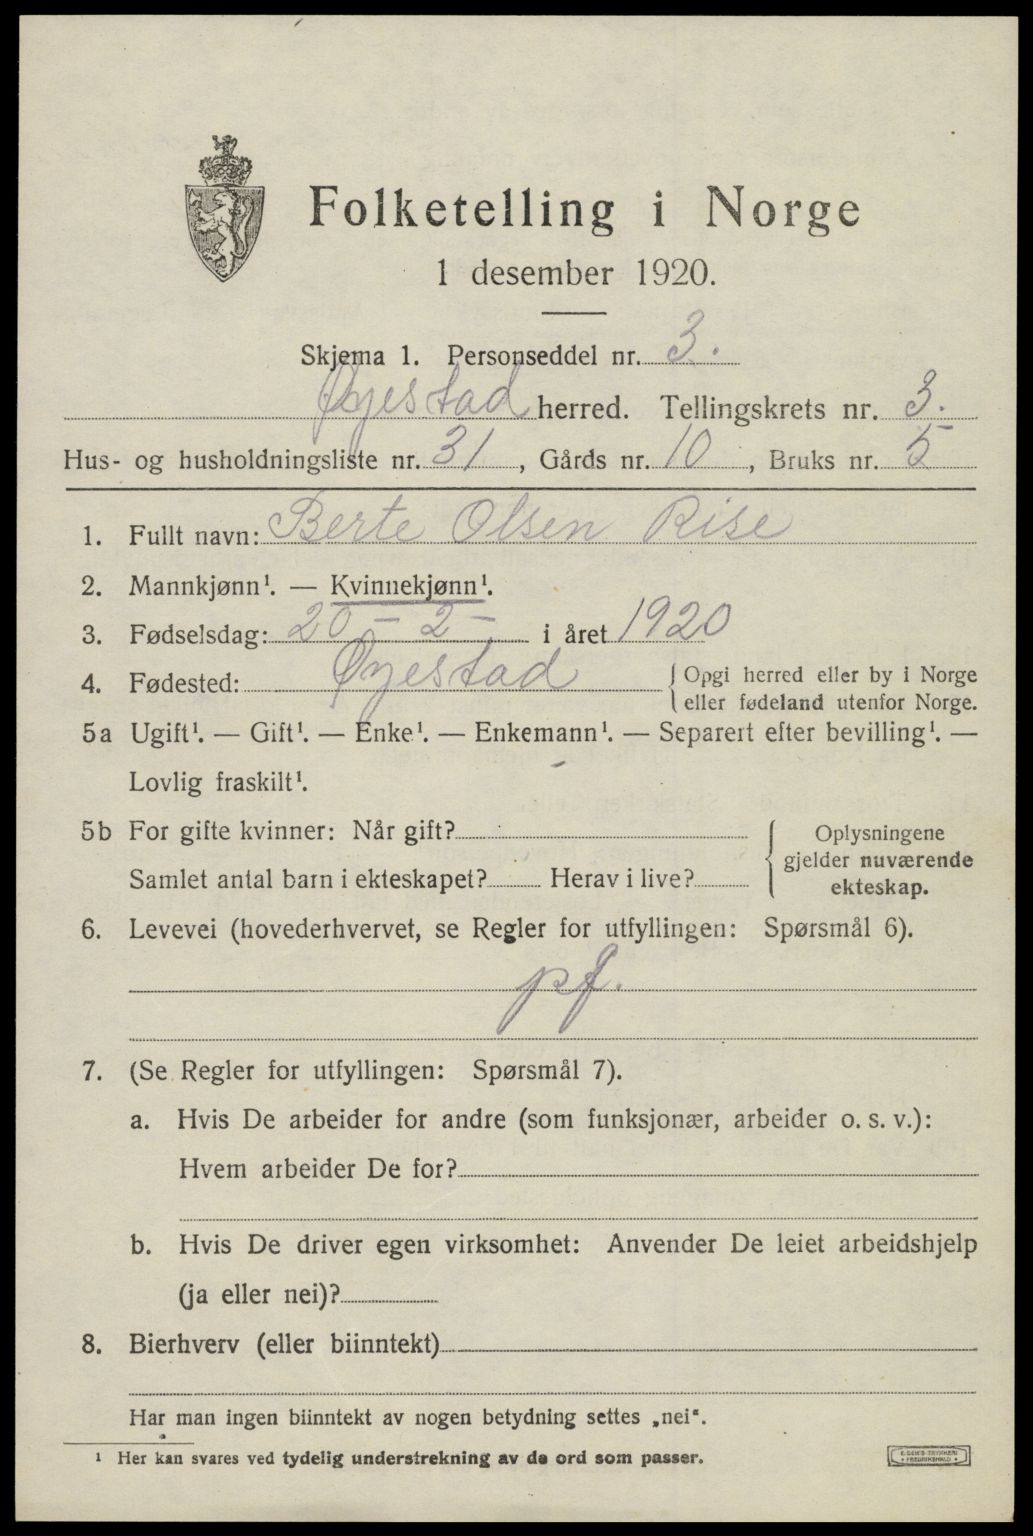 Folketelling i Norge
1 desember 1920.
Skjema 1. Personseddel nr. 3.
Øyestad herred. Tellingskrets nr. 3.
Hus- og husholdningsliste nr. 31, Gårds nr. 10, Bruks nr. 5
1. Fullt navn: Berte Olsen Rise
2. Mannkjønn¹. — Kvinnekjønn¹.
3. Fødselsdag: 20 - 2 - i året 1920
4. Fødested: Øyestad {Opgi herred eller by i Norge
eller fødeland utenfor Norge.
5a Ugift¹. — Gift¹. — Enke¹. — Enkemann¹. — Separert efter bevilling¹. —
Lovlig fraskilt¹.
5b For gifte kvinner: Når gift?
Samlet antal barn i ekteskapet? Herav i live?
{Oplysningene
gjelder nuværende
ekteskap.
6. Levevei (hovederhvervet, se Regler for utfyllingen: Spørsmål 6).
pf.
7. (Se Regler for utfyllingen: Spørsmål 7).
a. Hvis De arbeider for andre (som funksjonær, arbeider o. s. v.):
Hvem arbeider De for?
b. Hvis De driver egen virksomhet: Anvender De leiet arbeidshjelp
(ja eller nei)?
8. Bierhverv (eller biinntekt)
Har man ingen biinntekt av nogen betydning settes „nei".
¹ Her kan svares ved tydelig understrekning av de ord som passer.